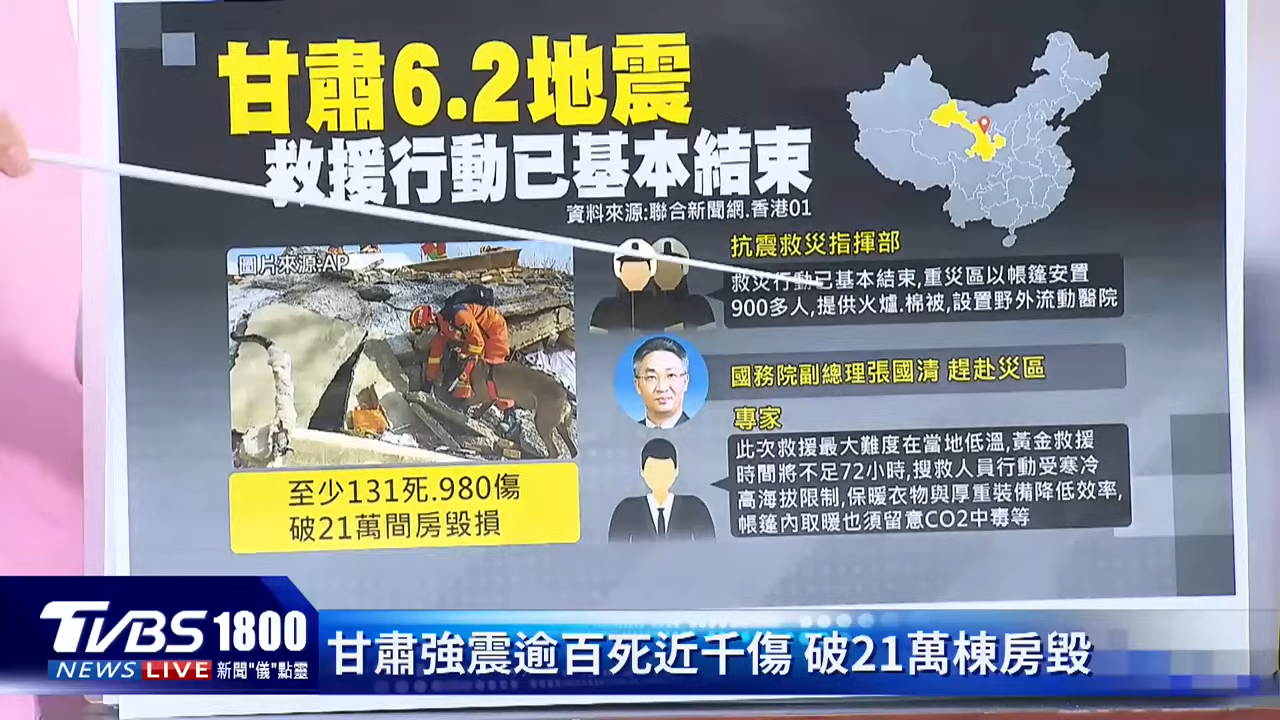 甘肅6.2地震
救援行動已基本結束
資料來源:聯合新聞網.香港01
圖片來源:AP
至少131死.980傷
破21萬間房毀損
抗震救災指揮部
救災行動已基本結束,重災區以帳篷安置
900多人,提供火爐.棉被,設置野外流動醫院
國務院副總理張國清 趕赴災區
專家
此次救援最大難度在當地低溫,黃金救援
時間將不足72小時,搜救人員行動受寒冷
高海拔限制,保暖衣物與厚重裝備降低效率,
帳篷內取暖也須留意CO2中毒等
TVBS 1800
NEWS LIVE 新聞"儀"點靈
甘肅強震逾百死近千傷 破21萬棟房毀